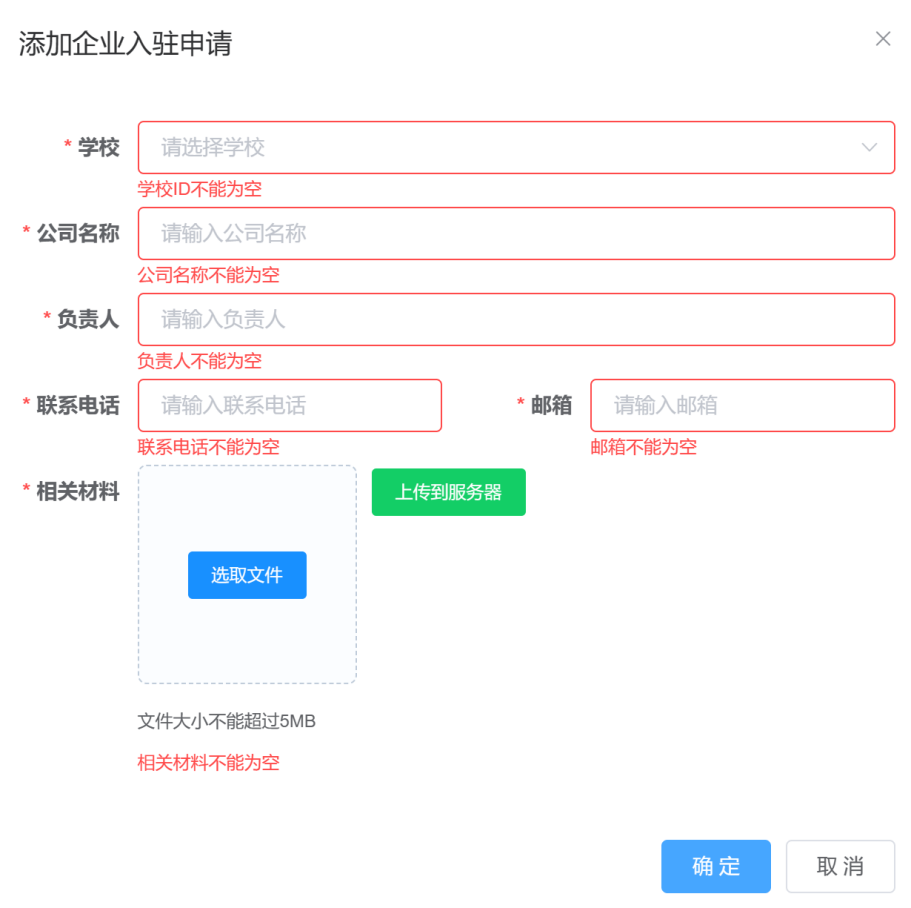 添加企业入驻申请
* 学校 请选择学校
学校ID不能为空
* 公司名称 请输入公司名称
公司名称不能为空
* 负责人 请输入负责人
负责人不能为空
* 联系电话 请输入联系电话 * 邮箱 请输入邮箱
联系电话不能为空 邮箱不能为空
* 相关材料 上传到服务器
选取文件
文件大小不能超过5MB
相关材料不能为空
确 定 取 消